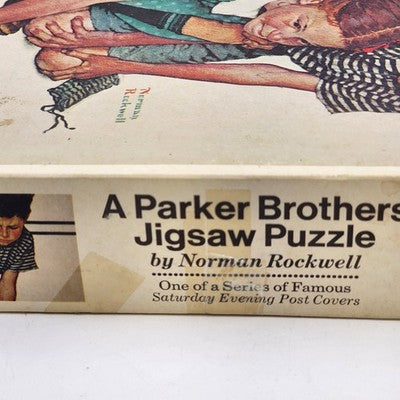 Norman
Rockwell
A Parker Brothers
Jigsaw Puzzle
by Norman Rockwell
One of a Series of Famous
Saturday Evening Post Covers